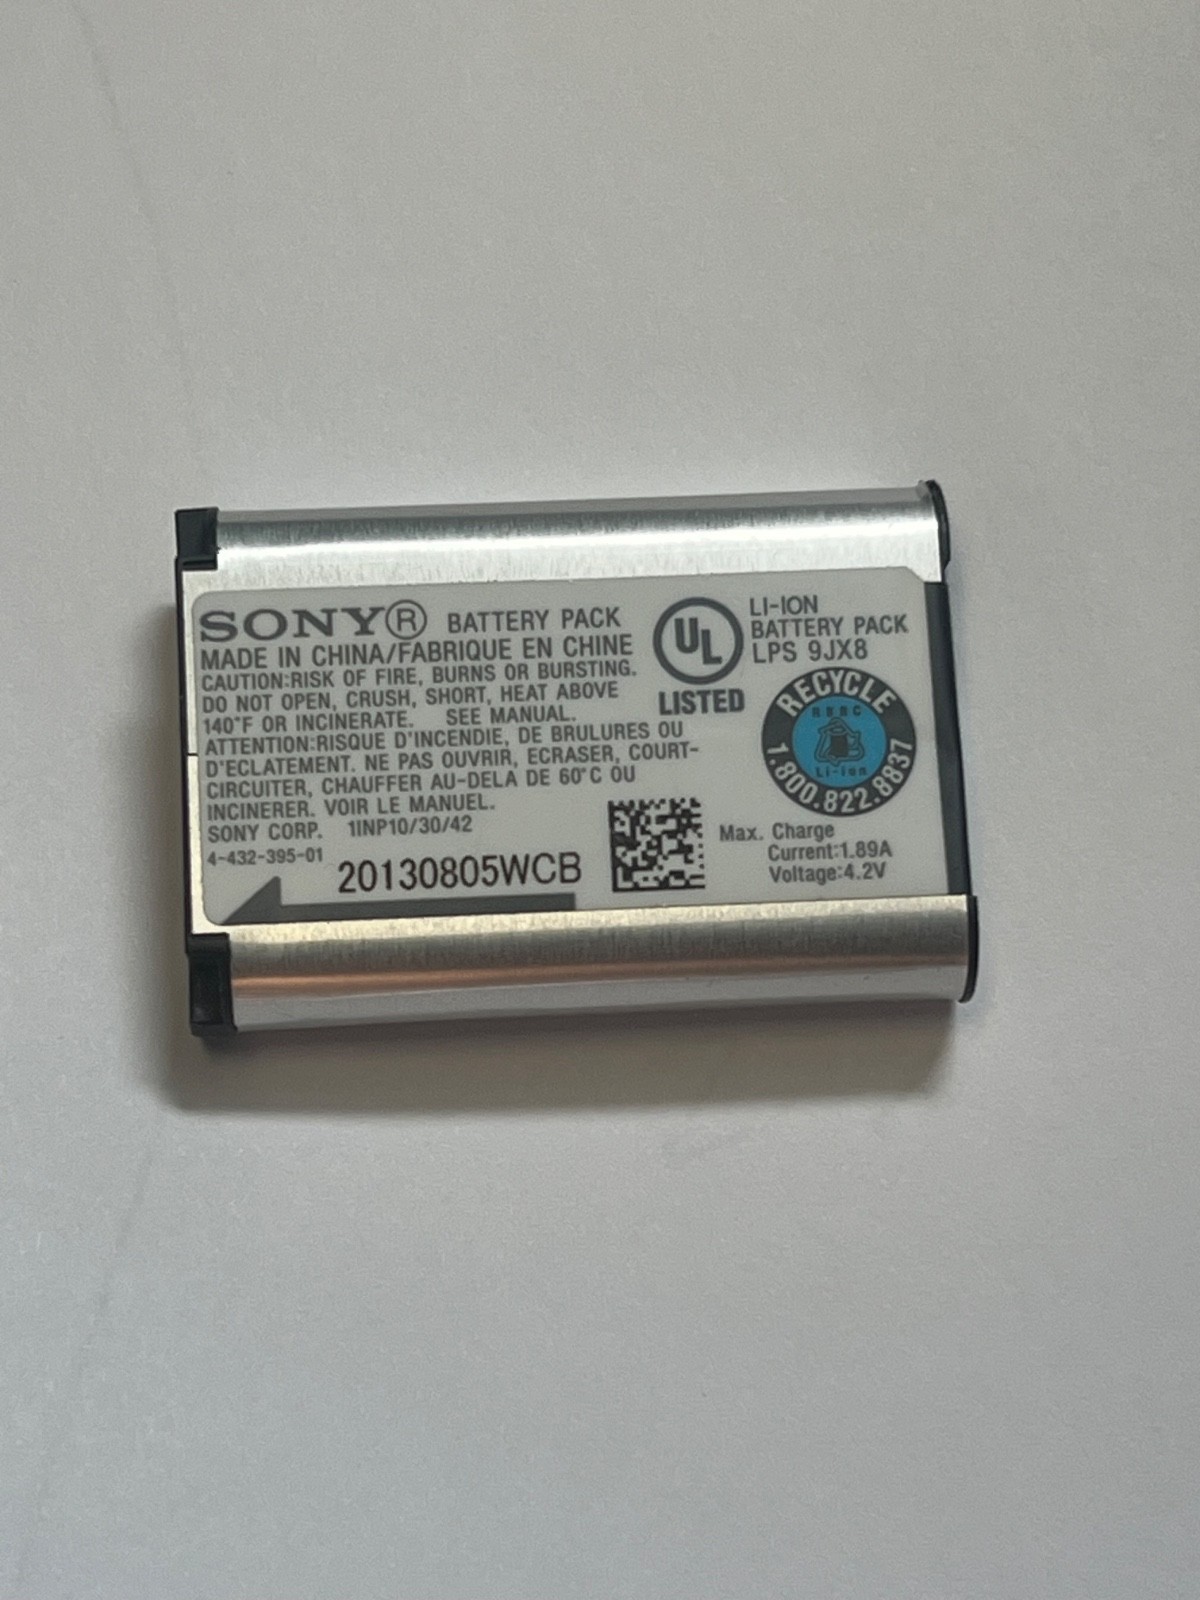 SONY® BATTERY PACK
MADE IN CHINA/FABRIQUE EN CHINE
CAUTION:RISK OF FIRE, BURNS OR BURSTING.
DO NOT OPEN, CRUSH, SHORT, HEAT ABOVE
140°F OR INCINERATE. SEE MANUAL.
ATTENTION:RISQUE D'INCENDIE, DE BRULURES OU
D'ECLATEMENT. NE PAS OUVRIR, ECRASER, COURT-
CIRCUITER, CHAUFFER AU-DELA DE 60°C OU
INCINERER. VOIR LE MANUEL.
SONY CORP. 1INP10/30/42
4-432-395-01
20130805WCB
UL
LISTED
LI-ION
BATTERY PACK
LPS 9JX8
RECYCLE
RBRC
Li-ion
1.800.822.8837
Max. Charge
Current:1.89A
Voltage:4.2V